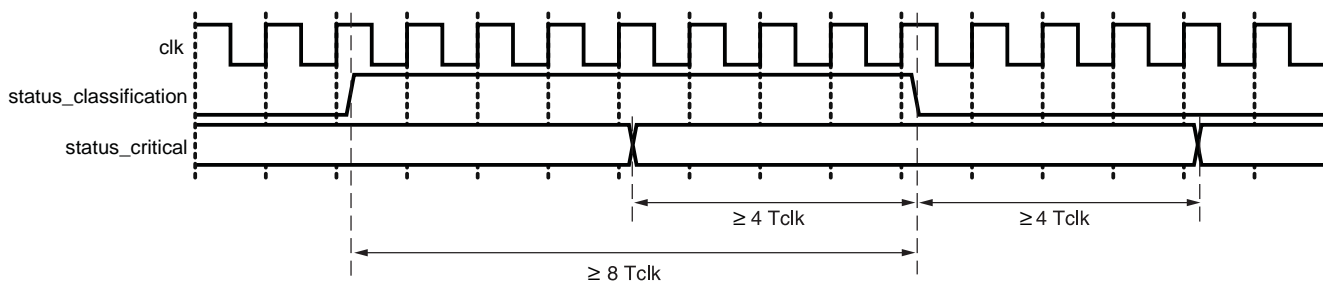 clk
status_classification
status_critical
≥ 4 Tclk
≥ 4 Tclk
≥ 8 Tclk